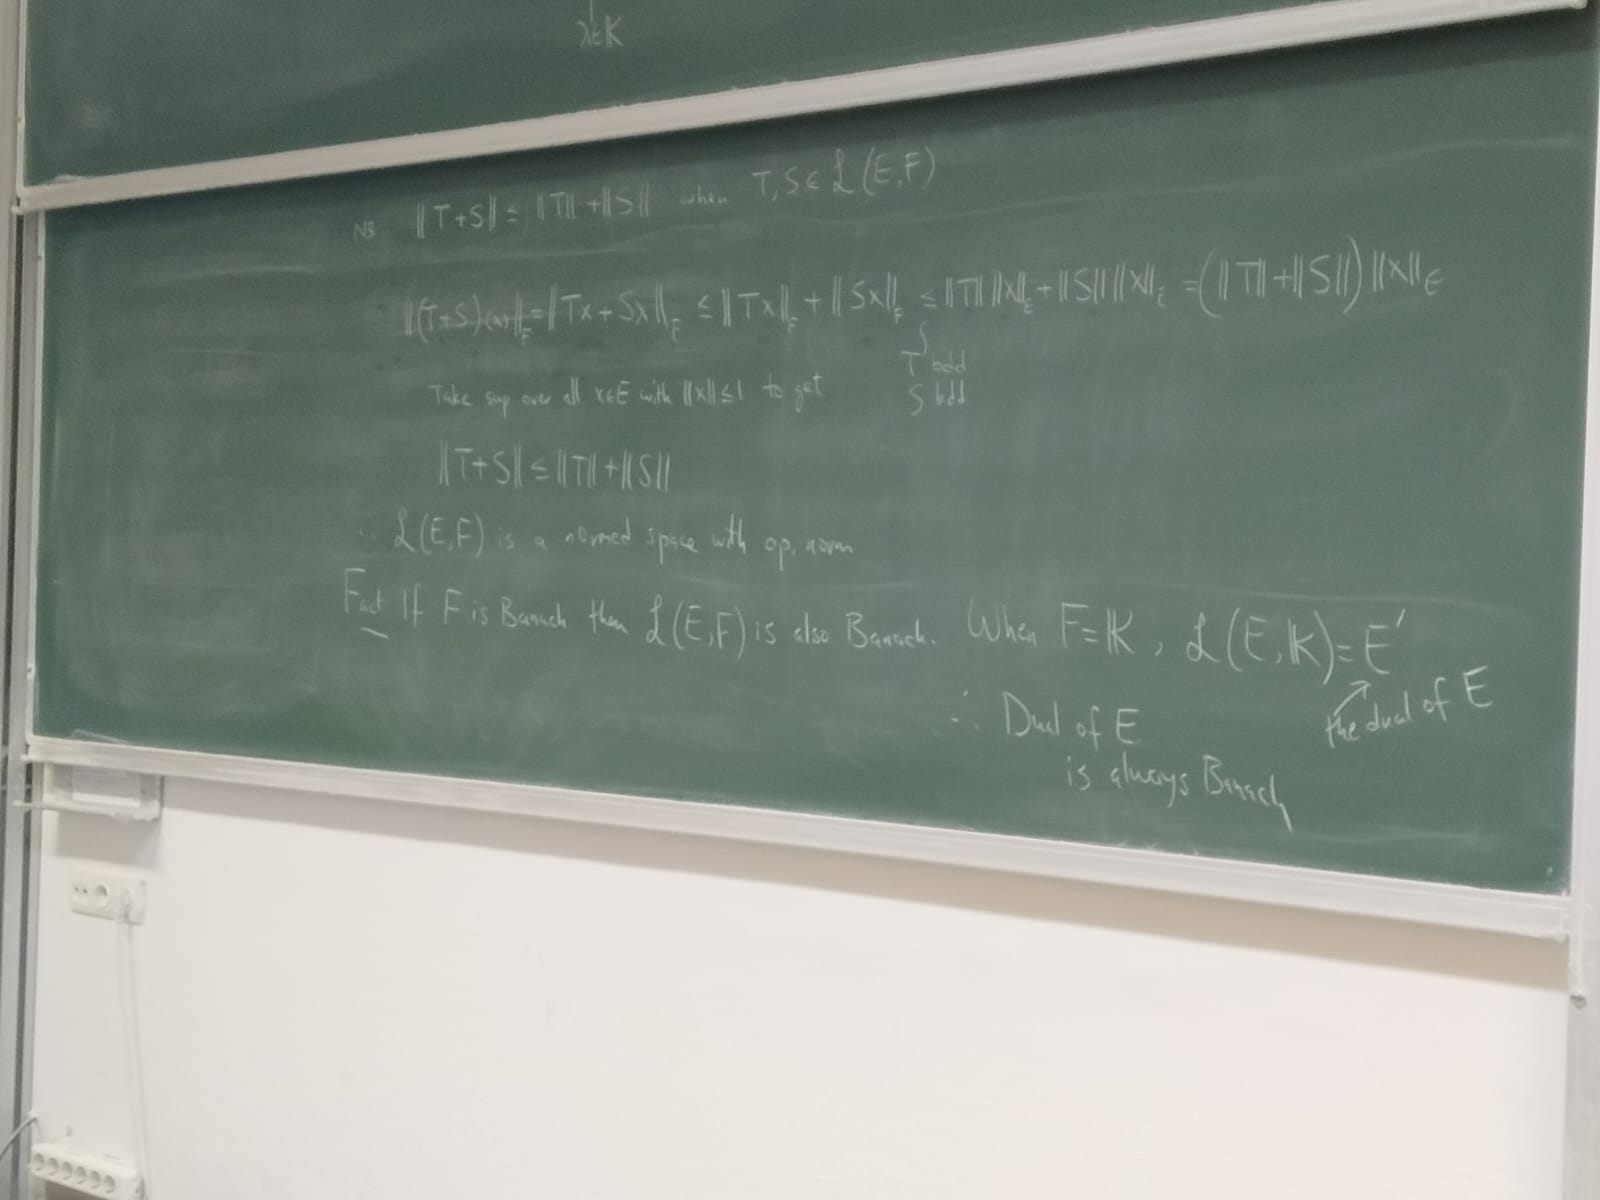 λ∈K
N3 ||T+S|| ≤ ||T|| + ||S|| when T, S ∈ ℒ(E,F)
||(T+S)(x)||_F = ||Tx + Sx||_F ≤ ||Tx||_F + ||Sx||_F ≤ ||T|| ||x||_E + ||S|| ||x||_E = (||T|| + ||S||) ||x||_E
T bdd
S bdd
Take sup over all x∈E with ||x|| ≤ 1 to get
||T+S|| ≤ ||T|| + ||S||
∴ ℒ(E,F) is a normed space with op. norm
Fact If F is Banach then ℒ(E,F) is also Banach. When F=𝕂, ℒ(E,𝕂)=E′
the dual of E
∴ Dual of E
is always Banach